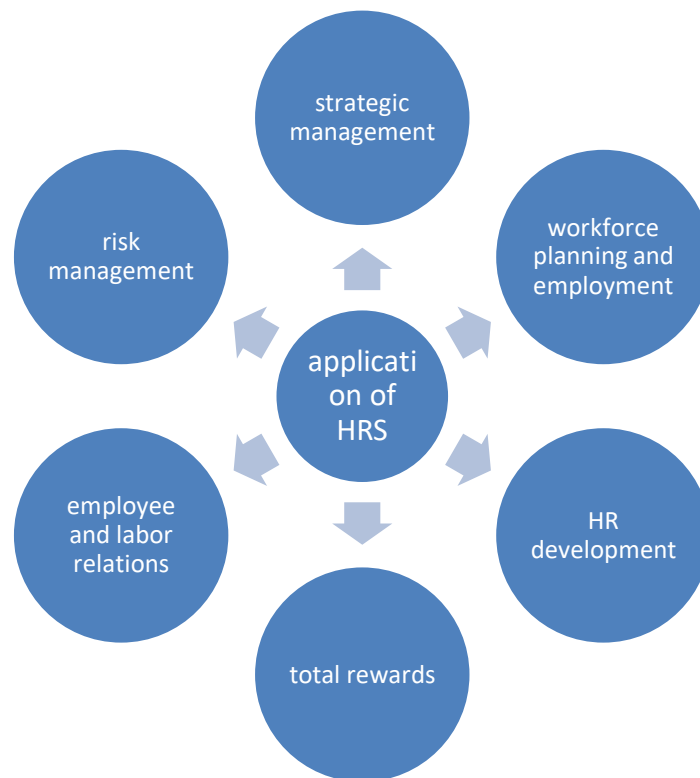 strategic
management
workforce
planning and
employment
HR
development
total rewards
employee
and labor
relations
risk
management
applicati
on of
HRS